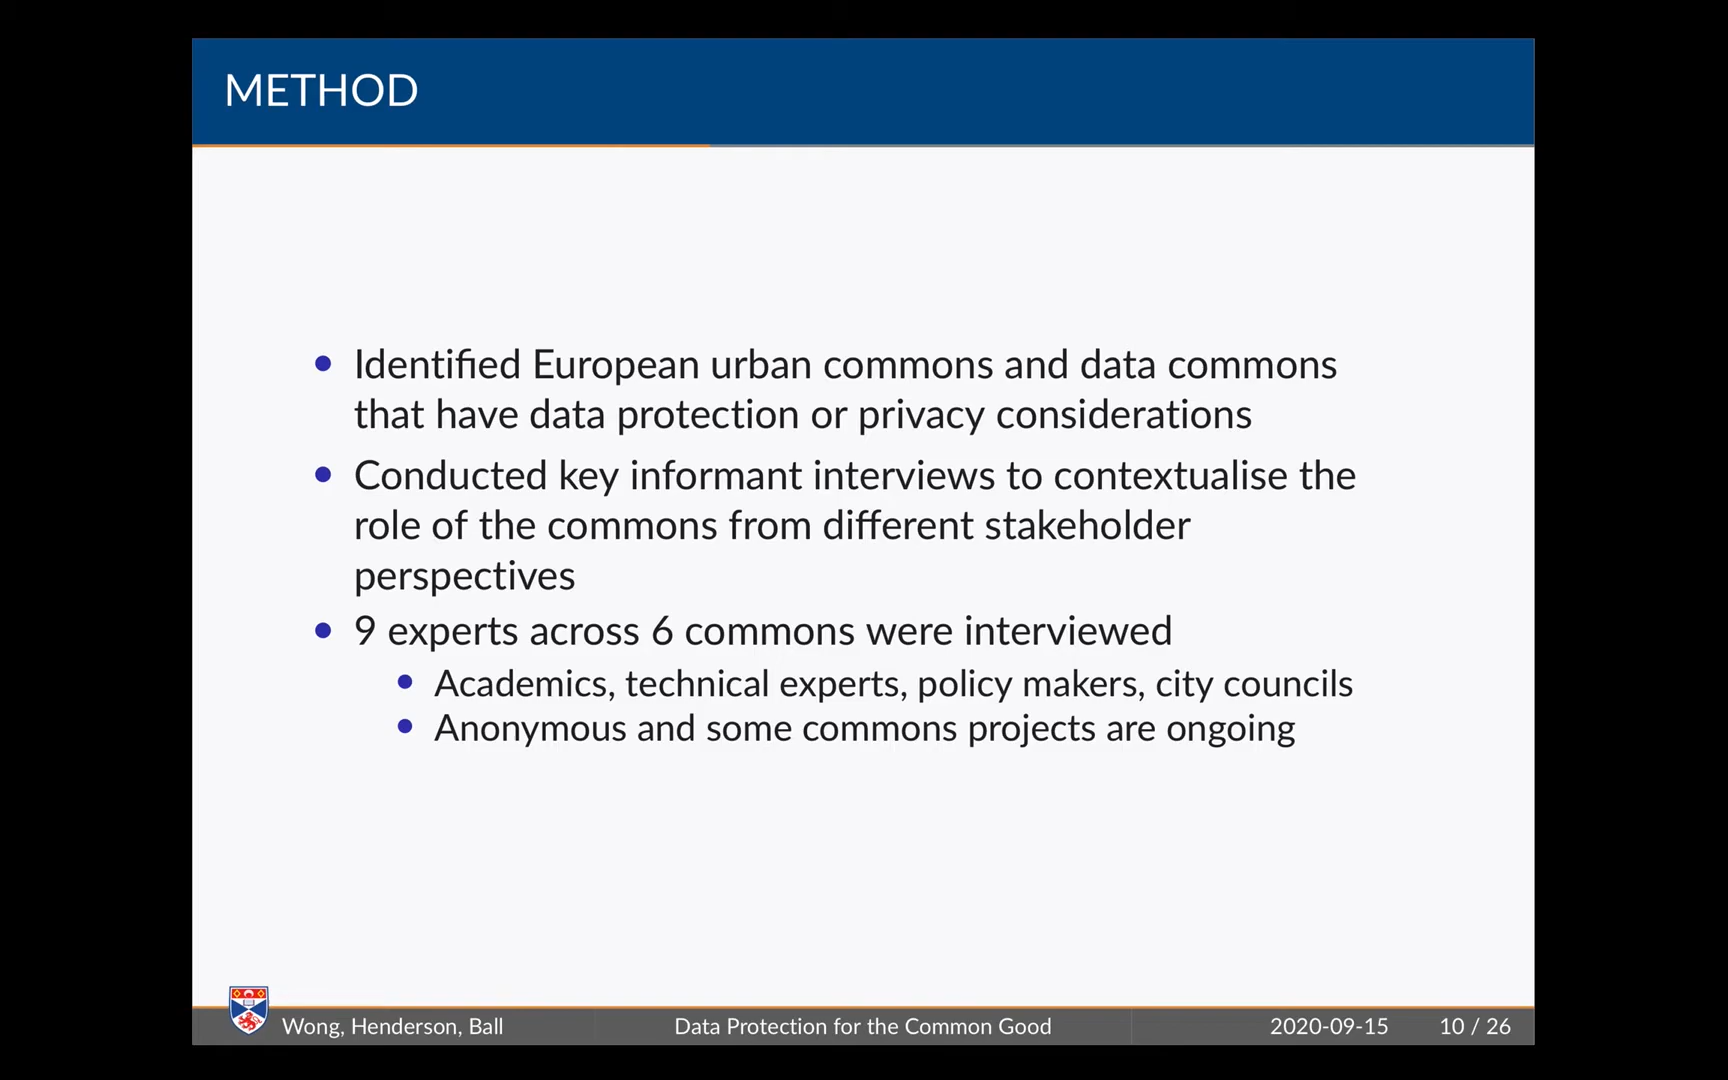 METHOD
Identified European urban commons and data commons
that have data protection or privacy considerations
Conducted key informant interviews to contextualise the
role of the commons from different stakeholder
perspectives
9 experts across 6 commons were interviewed
Academics, technical experts, policy makers, city councils
Anonymous and some commons projects are ongoing
Wong, Henderson, Ball Data Protection for the Common Good 2020-09-15 10 / 26